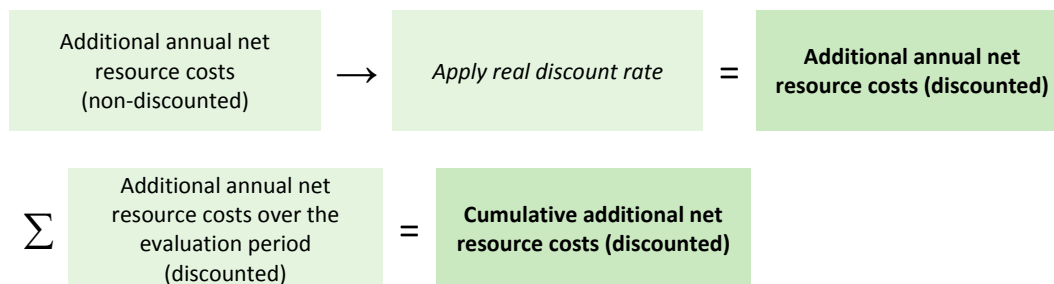 Additional annual net
resource costs
(non-discounted)
→
Apply real discount rate
=
Additional annual net
resource costs (discounted)
∑
Additional annual net
resource costs over the
evaluation period
(discounted)
=
Cumulative additional net
resource costs (discounted)